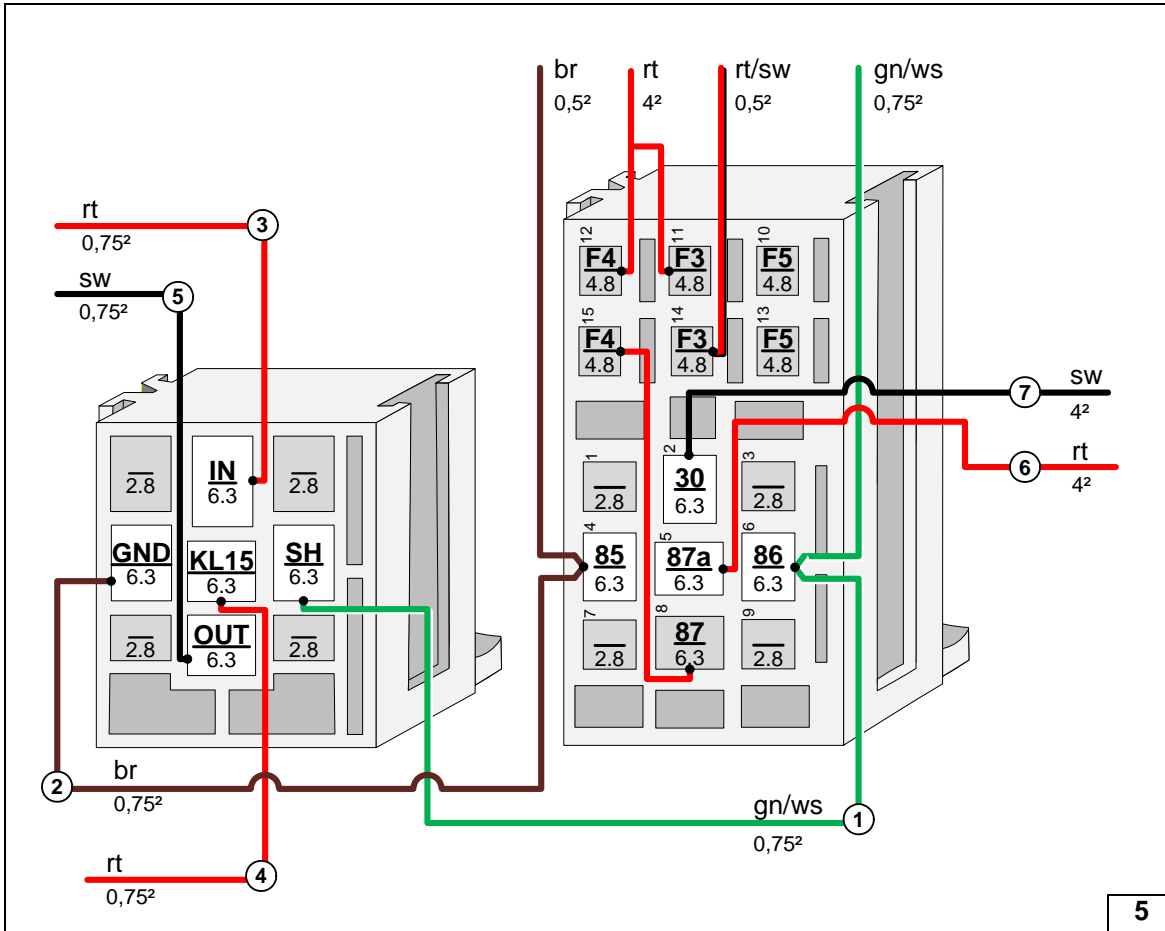 br
0,5²
rt
4²
rt/sw
0,5²
gn/ws
0,75²
rt
0,75²
3
sw
0,75²
5
12
F4
4.8
11
F3
4.8
10
F5
4.8
15
F4
4.8
14
F3
4.8
13
F5
4.8
7
sw
4²
6
rt
4²
2.8
IN
6.3
2.8
GND
6.3
KL15
6.3
SH
6.3
2.8
OUT
6.3
2.8
1
2.8
2
30
6.3
3
2.8
4
85
6.3
5
87a
6.3
6
86
6.3
7
2.8
8
87
6.3
9
2.8
2
br
0,75²
gn/ws
0,75²
1
rt
0,75²
4
5